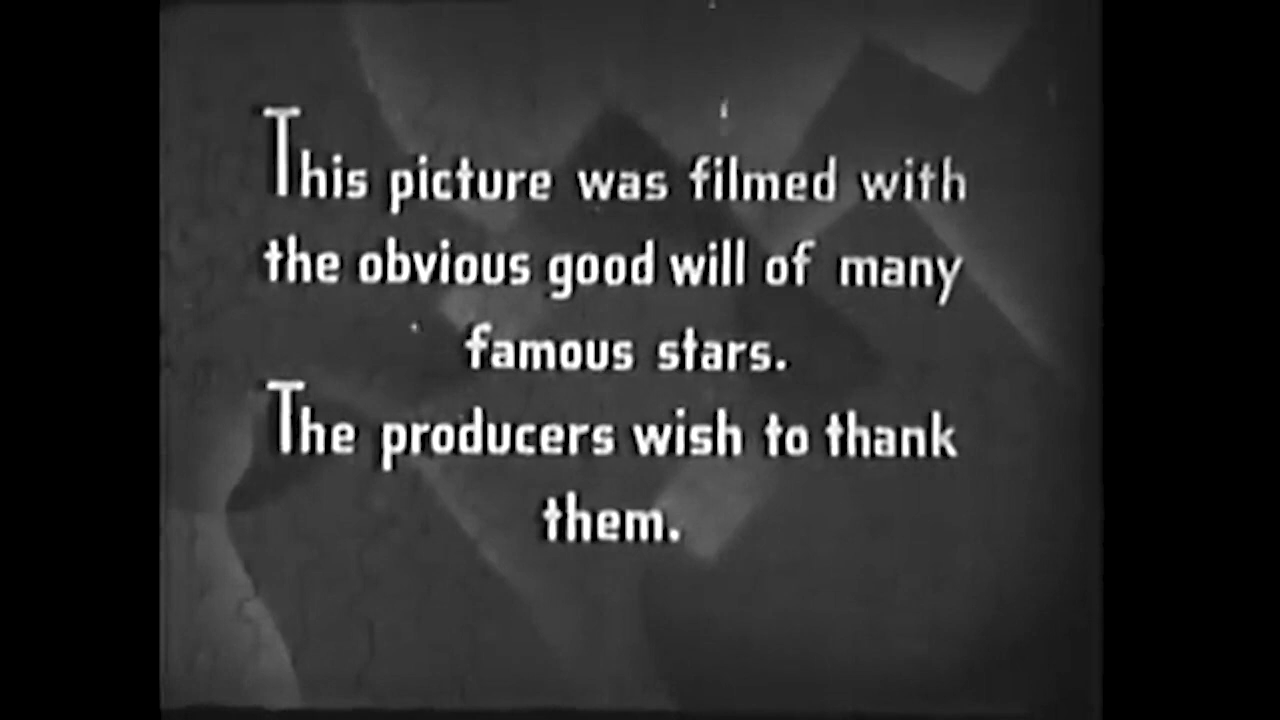 This picture was filmed with
the obvious good will of many
famous stars.
The producers wish to thank
them.